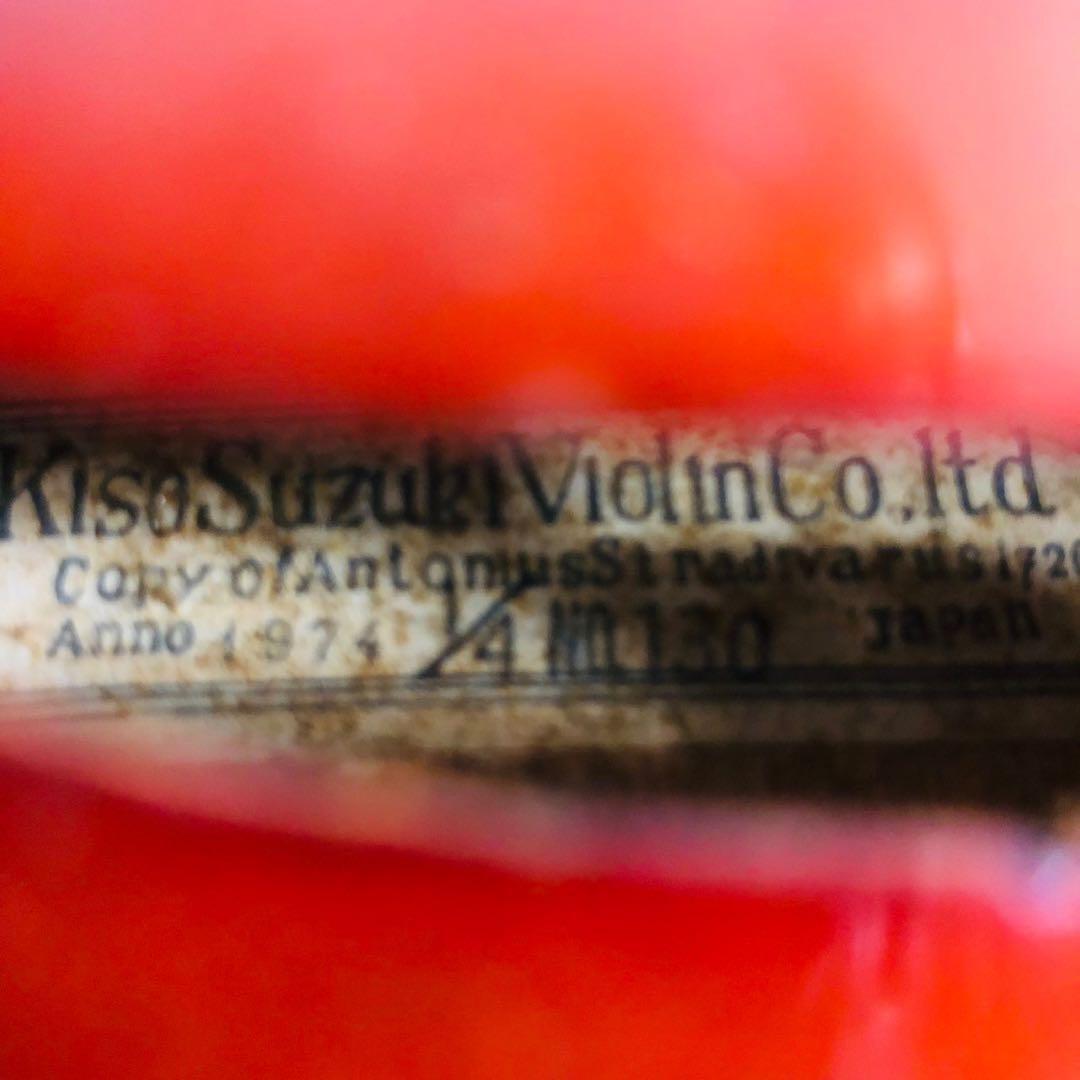 Kiso Suzuki Violin Co.,ltd.
Copy of Antonius Stradivarius 1720
Anno 1974 1/4 NO.130 Japan